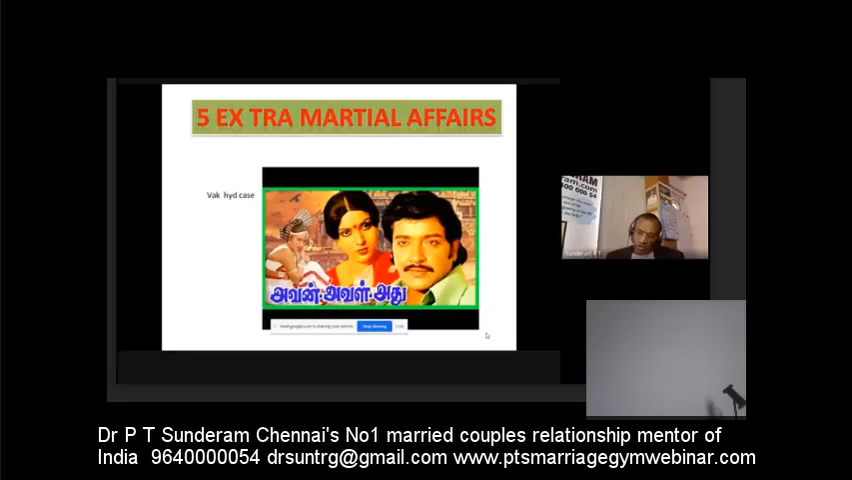 5 EX TRA MARTIAL AFFAIRS
Vak hyd case
அவன் அவள் அது
Stop sharing
Sunderam P T
Dr P T Sunderam Chennai's No1 married couples relationship mentor of
India 9640000054 drsuntrg@gmail.com www.ptsmarriagegymwebinar.com